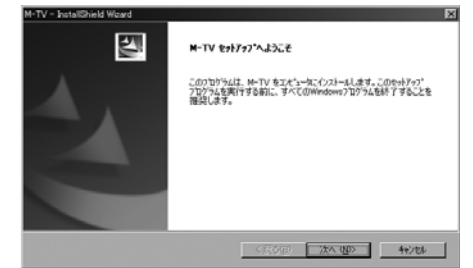 M-TV - InstallShield Wizard
M-TV ｾｯﾄｱｯﾌﾟへようこそ
このﾌﾟﾛｸﾞﾗﾑは、M-TV をｺﾝﾋﾟｭｰﾀにｲﾝｽﾄｰﾙします。このｾｯﾄｱｯﾌﾟ
ﾌﾟﾛｸﾞﾗﾑを実行する前に、すべてのWindowsﾌﾟﾛｸﾞﾗﾑを終了することを
推奨します。
< 戻る(B)
次へ(N)>
ｷｬﾝｾﾙ